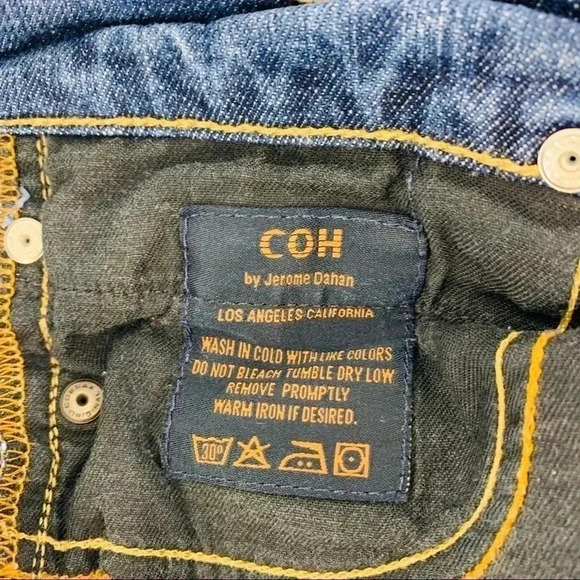 COH
by Jerome Dahan
LOS ANGELES CALIFORNIA
WASH IN COLD WITH LIKE COLORS
DO NOT BLEACH TUMBLE DRY LOW
REMOVE PROMPTLY
WARM IRON IF DESIRED.
30°